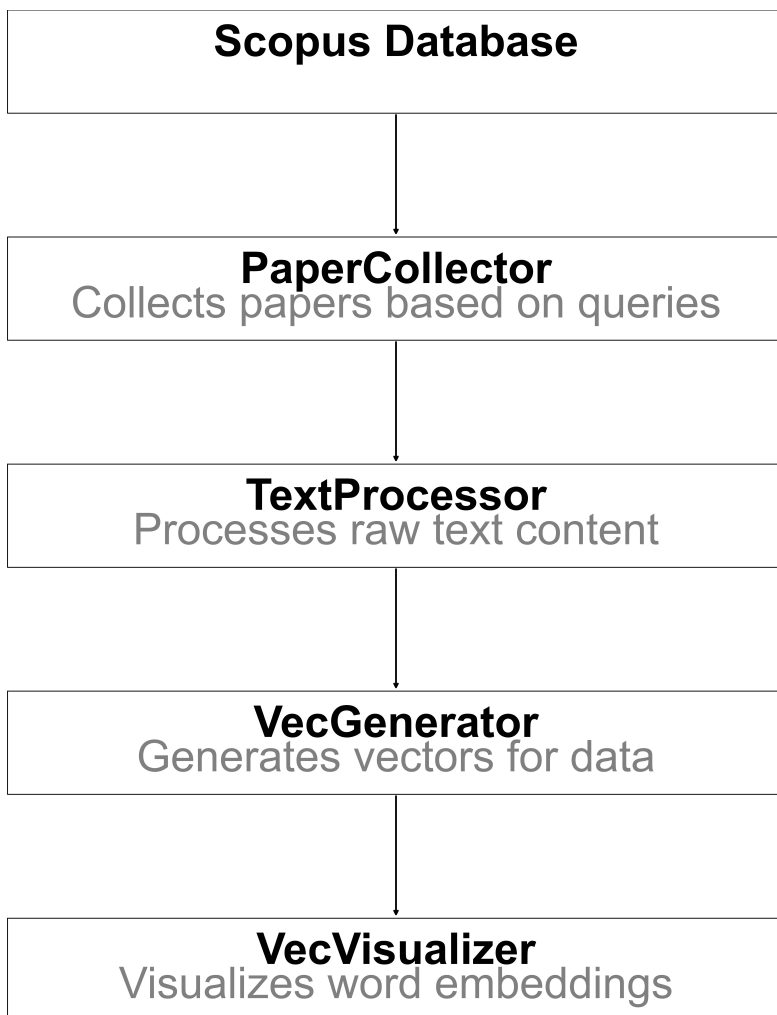 Scopus Database
PaperCollector
Collects papers based on queries
TextProcessor
Processes raw text content
VecGenerator
Generates vectors for data
VecVisualizer
Visualizes word embeddings